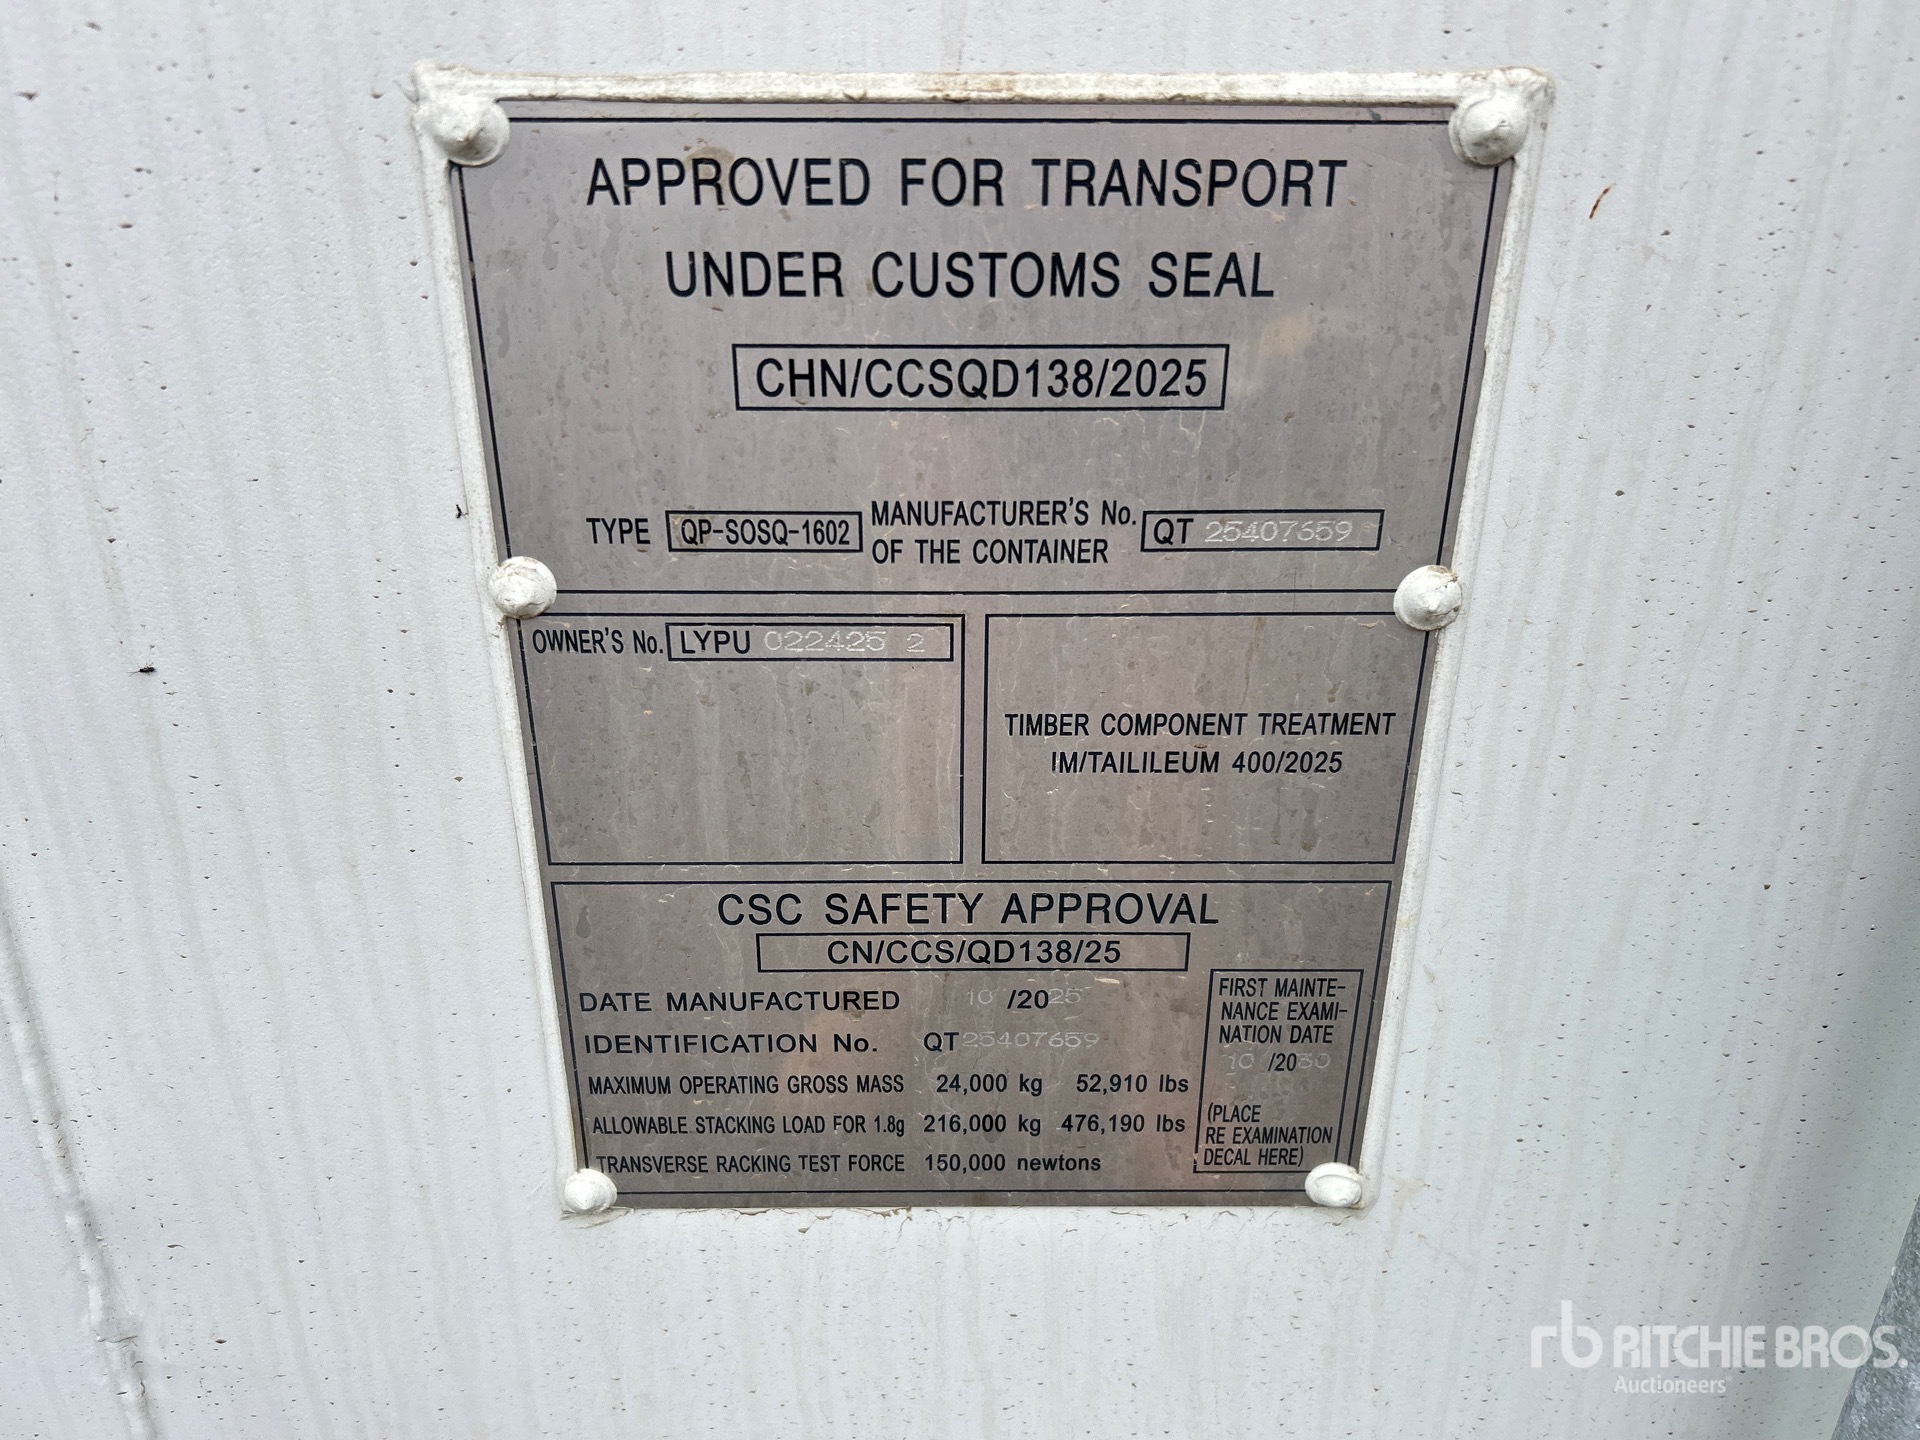 APPROVED FOR TRANSPORT
UNDER CUSTOMS SEAL
CHN/CCSQD138/2025
TYPE QP-SOSQ-1602 MANUFACTURER'S No. OF THE CONTAINER QT 25407659
OWNER'S No. LYPU 022425 2
TIMBER COMPONENT TREATMENT
IM/TAILILEUM 400/2025
CSC SAFETY APPROVAL
CN/CCS/QD138/25
DATE MANUFACTURED 10 /2025
IDENTIFICATION No. QT25407659
MAXIMUM OPERATING GROSS MASS 24,000 kg 52,910 lbs
ALLOWABLE STACKING LOAD FOR 1.8g 216,000 kg 476,190 lbs
TRANSVERSE RACKING TEST FORCE 150,000 newtons
FIRST MAINTE-
NANCE EXAMI-
NATION DATE
10 /2030
(PLACE
RE EXAMINATION
DECAL HERE)
rb RITCHIE BROS.
Auctioneers